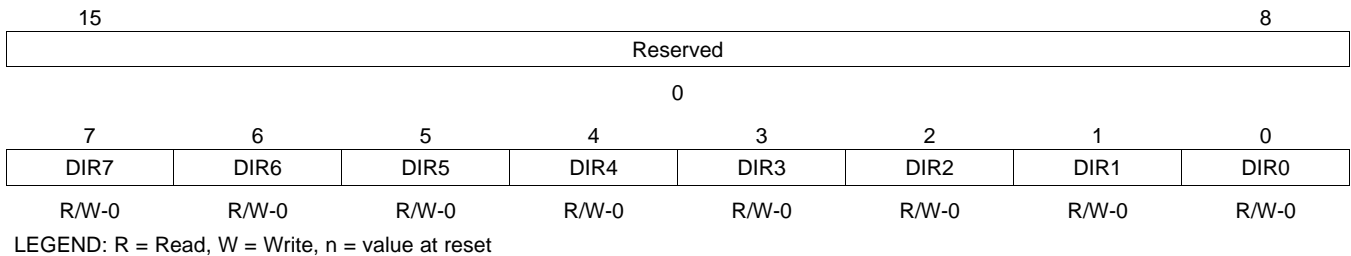 15 8
Reserved
0
7 6 5 4 3 2 1 0
DIR7 DIR6 DIR5 DIR4 DIR3 DIR2 DIR1 DIR0
R/W-0 R/W-0 R/W-0 R/W-0 R/W-0 R/W-0 R/W-0 R/W-0
LEGEND: R = Read, W = Write, n = value at reset